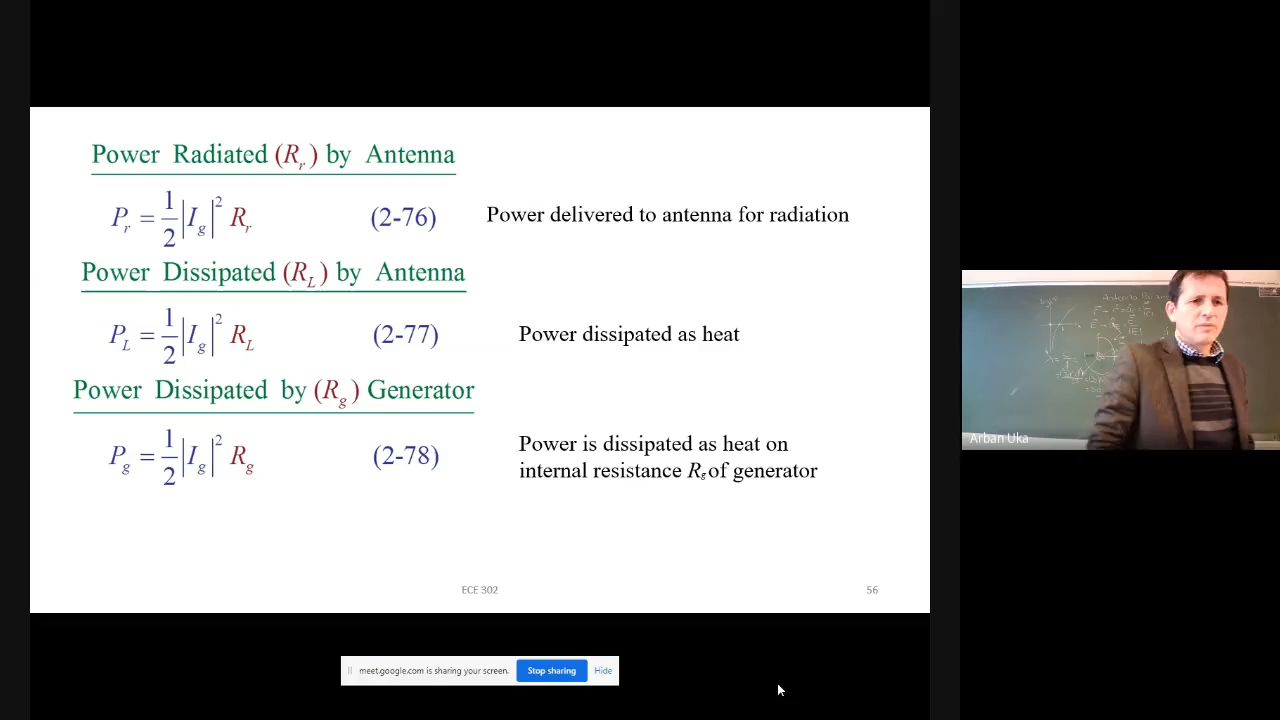 Power Radiated (R_r) by Antenna
P_r = 1/2 |I_g|^2 R_r (2-76) Power delivered to antenna for radiation
Power Dissipated (R_L) by Antenna
P_L = 1/2 |I_g|^2 R_L (2-77) Power dissipated as heat
Power Dissipated by (R_g) Generator
P_g = 1/2 |I_g|^2 R_g (2-78) Power is dissipated as heat on
internal resistance R_g of generator
ECE 302 56
Arban Uka
meet.google.com is sharing your screen. Stop sharing Hide